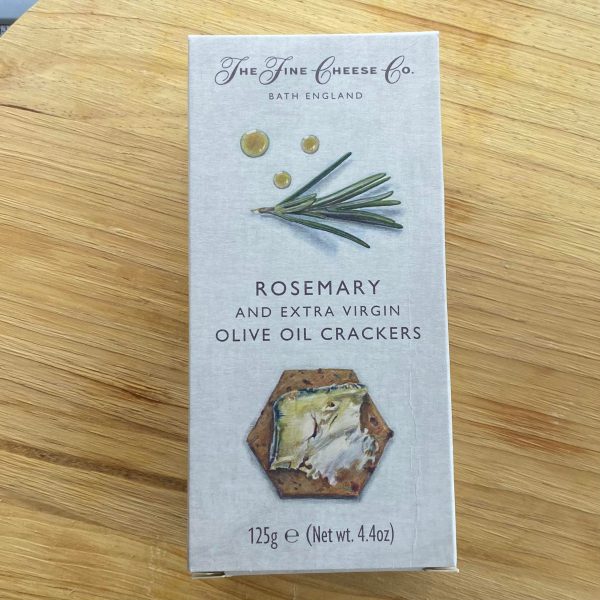 The Fine Cheese Co.
BATH ENGLAND
ROSEMARY
AND EXTRA VIRGIN
OLIVE OIL CRACKERS
125g ℮ (Net wt. 4.4oz)